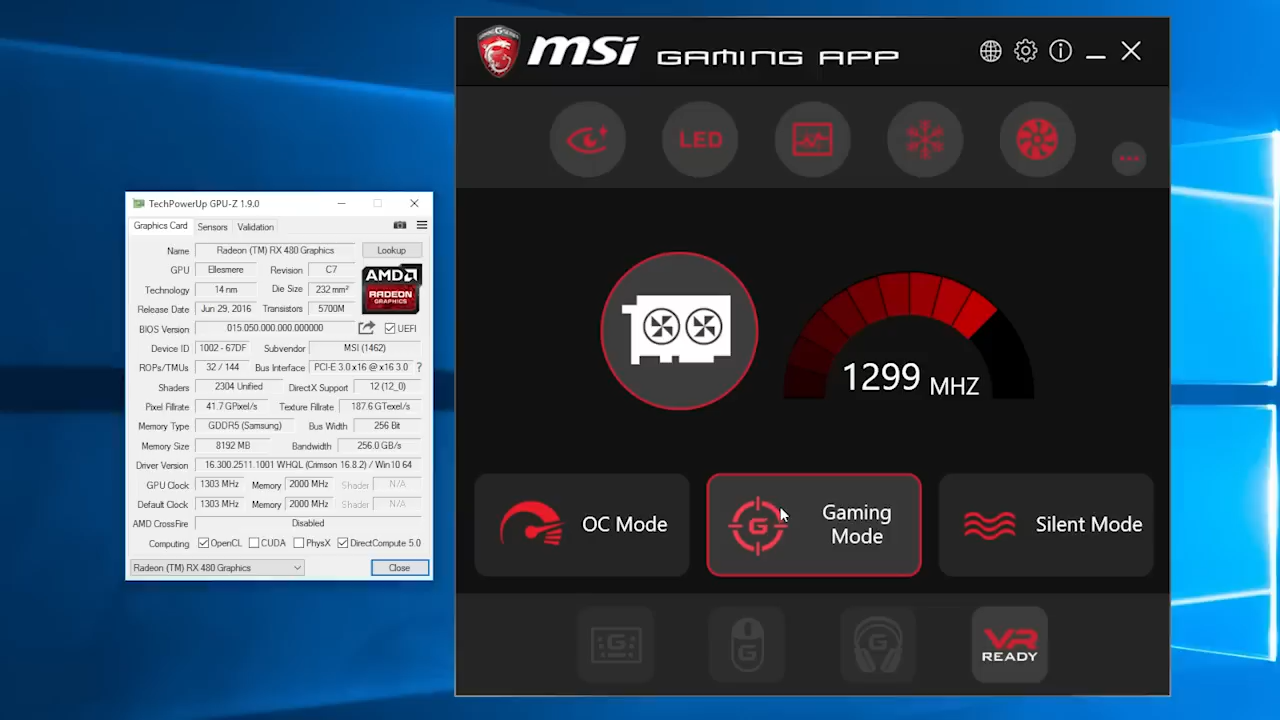 msi GAMING APP
LED
...
TechPowerUp GPU-Z 1.9.0
Graphics Card Sensors Validation
Name Radeon (TM) RX 480 Graphics Lookup
GPU Ellesmere Revision C7
AMD
RADEON
GRAPHICS
Technology 14 nm Die Size 232 mm²
Release Date Jun 29, 2016 Transistors 5700M
BIOS Version 015.050.000.000.000000 UEFI
Device ID 1002 - 67DF Subvendor MSI (1462)
ROPs/TMUs 32 / 144 Bus Interface PCI-E 3.0 x16 @ x16 3.0 ?
Shaders 2304 Unified DirectX Support 12 (12_0)
Pixel Fillrate 41.7 GPixel/s Texture Fillrate 187.6 GTexel/s
Memory Type GDDR5 (Samsung) Bus Width 256 Bit
Memory Size 8192 MB Bandwidth 256.0 GB/s
Driver Version 16.300.2511.1001 WHQL (Crimson 16.8.2) / Win10 64
GPU Clock 1303 MHz Memory 2000 MHz Shader N/A
Default Clock 1303 MHz Memory 2000 MHz Shader N/A
AMD CrossFire Disabled
Computing OpenCL CUDA PhysX DirectCompute 5.0
Radeon (TM) RX 480 Graphics Close
1299 MHZ
OC Mode
G
Gaming
Mode
Silent Mode
G
G
G
VR
READY